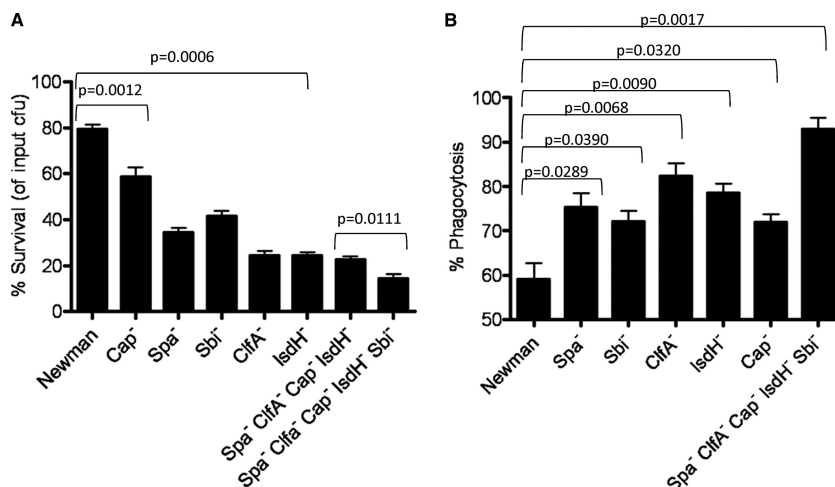 A
p=0.0006
p=0.0012
p=0.0111
% Survival (of input cfu)
100
80
60
40
20
0
Newman
Cap⁻
Spa⁻
Sbi⁻
ClfA⁻
IsdH⁻
Spa⁻ ClfA⁻ Cap⁻ IsdH⁻
Spa⁻ Clfa⁻ Cap⁻ IsdH⁻ Sbi⁻
B
p=0.0017
p=0.0320
p=0.0090
p=0.0068
p=0.0390
p=0.0289
% Phagocytosis
100
90
80
70
60
50
Newman
Spa⁻
Sbi⁻
ClfA⁻
IsdH⁻
Cap⁻
Spa⁻ ClfA⁻ Cap⁻ IsdH⁻ Sbi⁻